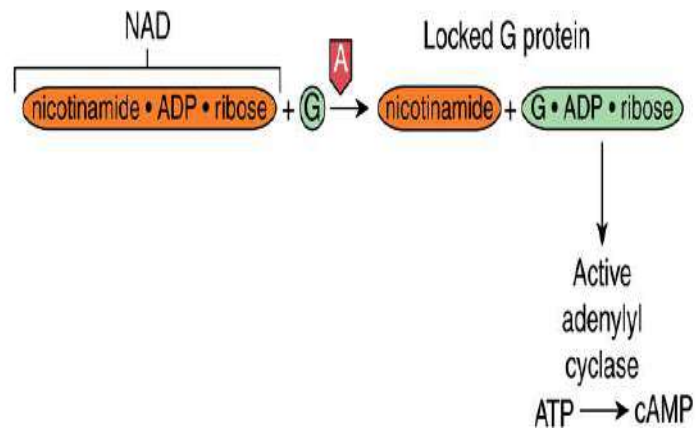 NAD
Locked G protein
A
nicotinamide • ADP • ribose + G → nicotinamide + G • ADP • ribose
Active
adenylyl
cyclase
ATP → cAMP